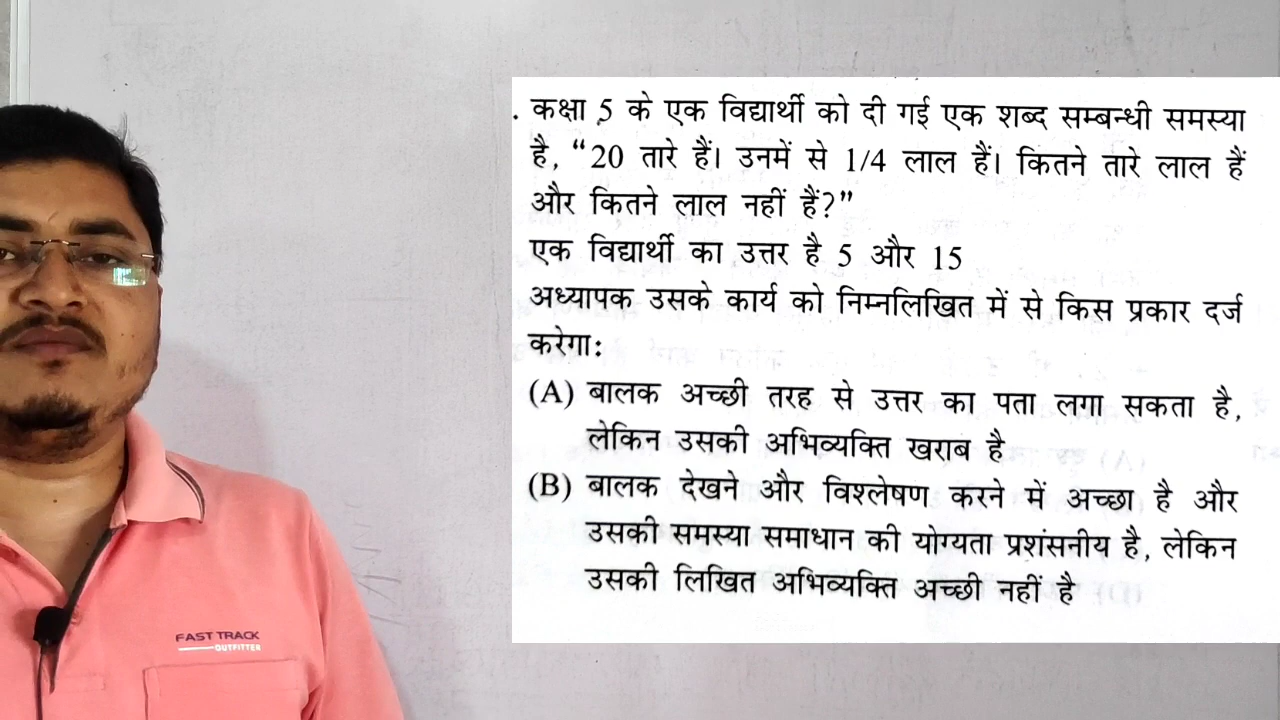 . कक्षा 5 के एक विद्यार्थी को दी गई एक शब्द सम्बन्धी समस्या
है, “20 तारे हैं। उनमें से 1/4 लाल हैं। कितने तारे लाल हैं
और कितने लाल नहीं हैं?”
एक विद्यार्थी का उत्तर है 5 और 15
अध्यापक उसके कार्य को निम्नलिखित में से किस प्रकार दर्ज
करेगा:
(A) बालक अच्छी तरह से उत्तर का पता लगा सकता है,
लेकिन उसकी अभिव्यक्ति खराब है
(B) बालक देखने और विश्लेषण करने में अच्छा है और
उसकी समस्या समाधान की योग्यता प्रशंसनीय है, लेकिन
उसकी लिखित अभिव्यक्ति अच्छी नहीं है
FAST TRACK
OUTFITTER